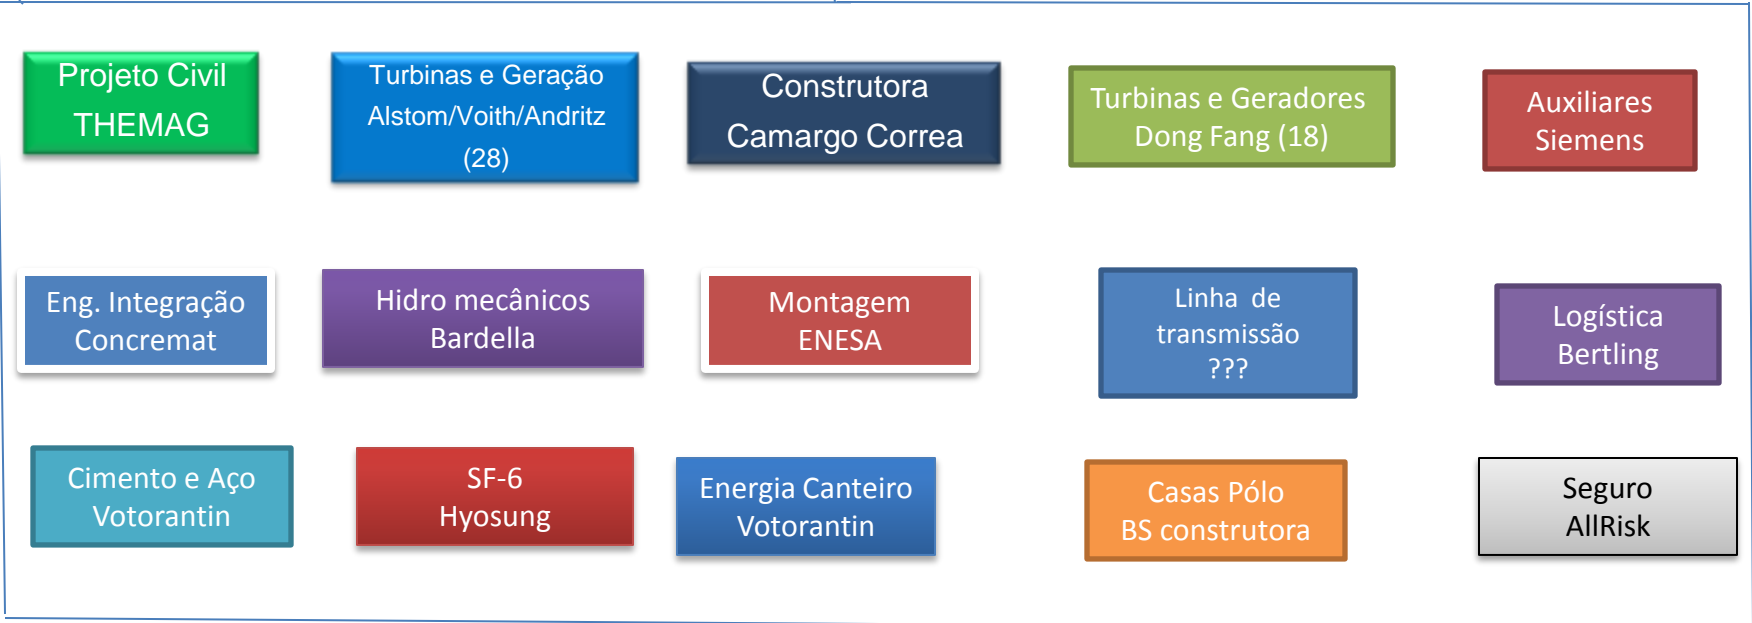 Projeto Civil
THEMAG
Turbinas e Geração
Alstom/Voith/Andritz
(28)
Construtora
Camargo Correa
Turbinas e Geradores
Dong Fang (18)
Auxiliares
Siemens
Eng. Integração
Concremat
Hidro mecânicos
Bardella
Montagem
ENESA
Linha de
transmissão
???
Logística
Bertling
Cimento e Aço
Votorantin
SF-6
Hyosung
Energia Canteiro
Votorantin
Casas Pólo
BS construtora
Seguro
AllRisk